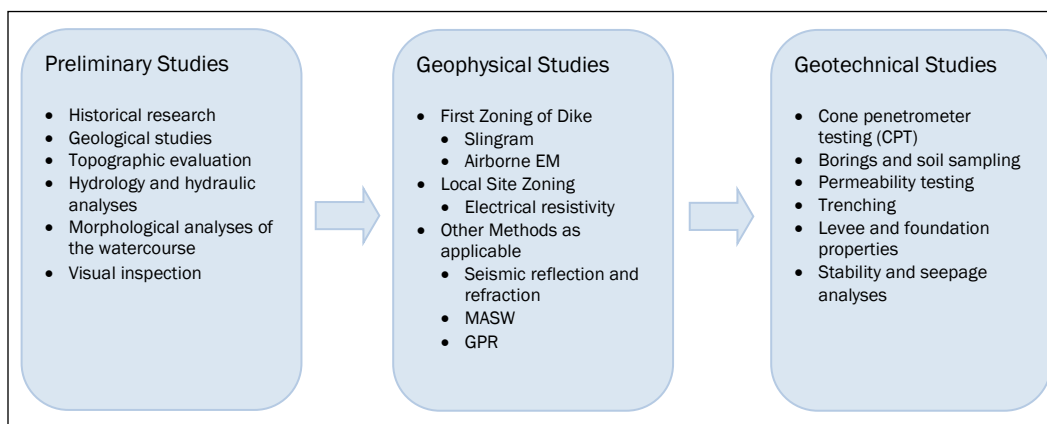 Preliminary Studies
• Historical research
• Geological studies
• Topographic evaluation
• Hydrology and hydraulic
analyses
• Morphological analyses of
the watercourse
• Visual inspection
Geophysical Studies
• First Zoning of Dike
• Slingram
• Airborne EM
• Local Site Zoning
• Electrical resistivity
• Other Methods as
applicable
• Seismic reflection and
refraction
• MASW
• GPR
Geotechnical Studies
• Cone penetrometer
testing (CPT)
• Borings and soil sampling
• Permeability testing
• Trenching
• Levee and foundation
properties
• Stability and seepage
analyses